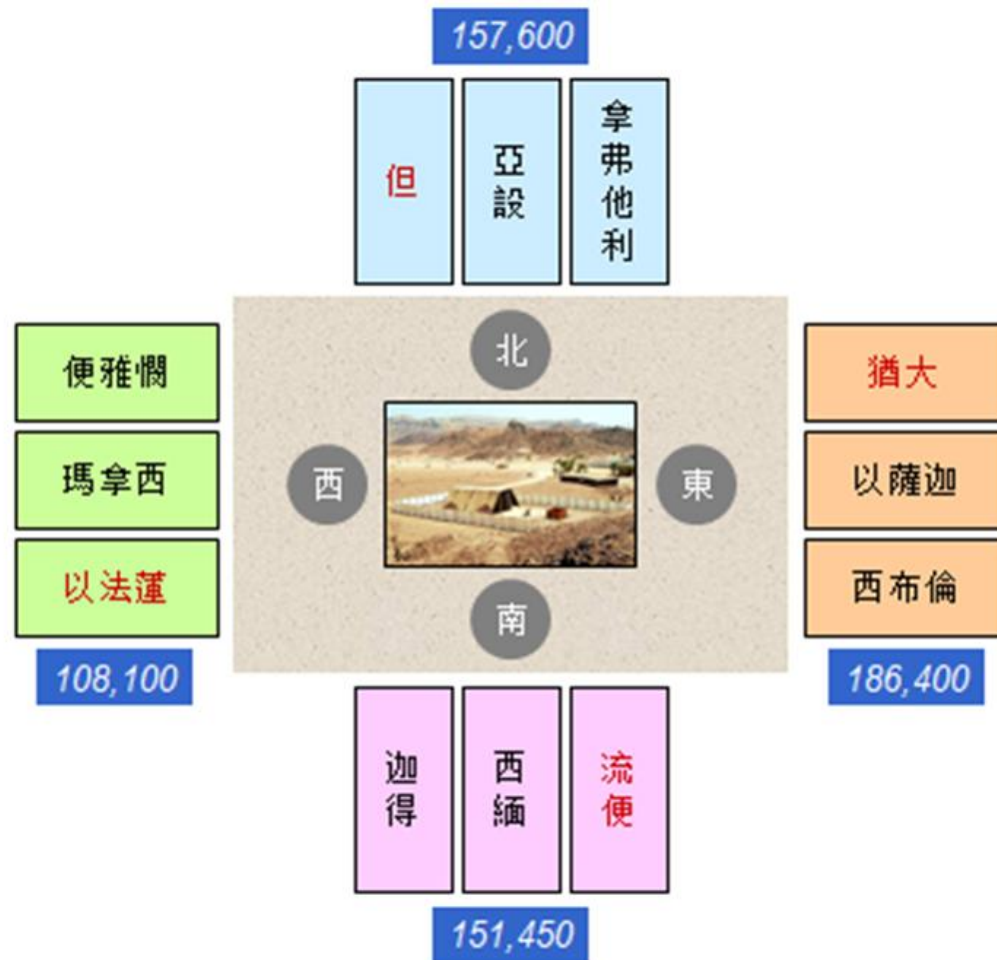 157,600
但
亞設
拿弗他利
北
便雅憫
瑪拿西
以法蓮
108,100
西
東
猶大
以薩迦
西布倫
186,400
南
迦得
西緬
流便
151,450